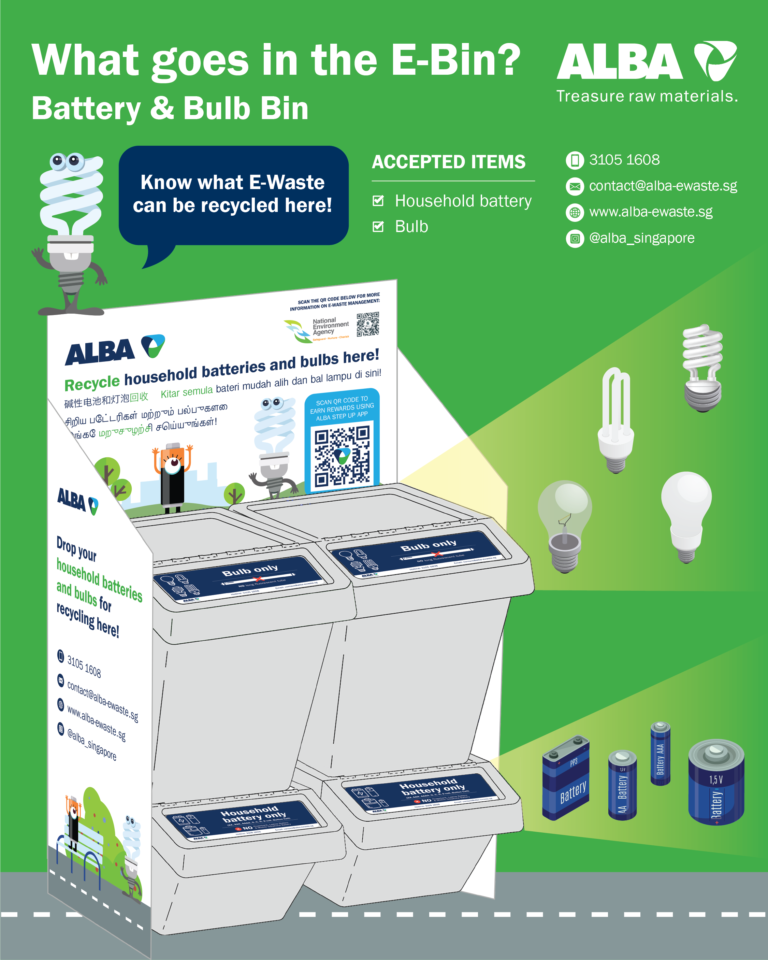 What goes in the E-Bin?
Battery & Bulb Bin
ALBA
Treasure raw materials.
Know what E-Waste
can be recycled here!
ACCEPTED ITEMS
Household battery
Bulb
3105 1608
contact@alba-ewaste.sg
www.alba-ewaste.sg
@alba_singapore
SCAN THE QR CODE BELOW FOR MORE
INFORMATION ON E-WASTE MANAGEMENT:
National
Environment
Agency
ALBA
Recycle household batteries and bulbs here!
碱性电池和灯泡回收 Kitar semula bateri mudah alih dan bal lampu di sini!
சிறிய
SCAN QR CODE TO
EARN REWARDS USING
ALBA STEP UP APP
ALBA
Drop your
household batteries
and bulbs for
recycling here!
3105 1608
contact@alba-ewaste.sg
www.alba-ewaste.sg
@alba_singapore
Bulb only
ALBA
Bulb only
ALBA
Household
battery only
NO
Household
battery only
NO
PP3
Battery
AA Battery
Battery AAA
1,5 V
Battery